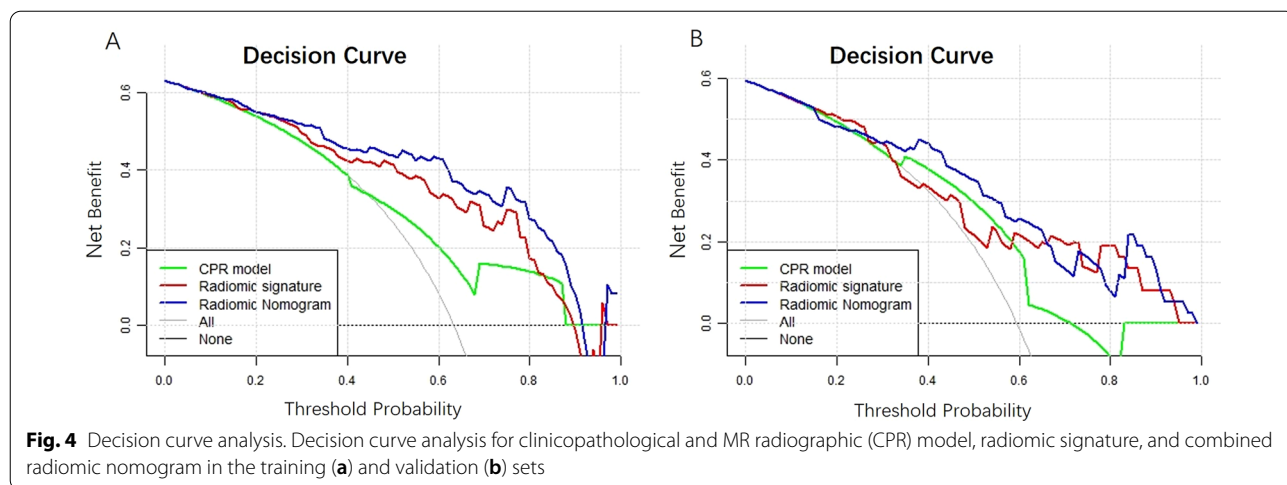 A
Decision Curve
Net Benefit
0.6
0.4
0.2
0.0
CPR model
Radiomic signature
Radiomic Nomogram
All
None
0.0 0.2 0.4 0.6 0.8 1.0
Threshold Probability
B
Decision Curve
Net Benefit
0.6
0.4
0.2
0.0
CPR model
Radiomic signature
Radiomic Nomogram
All
None
0.0 0.2 0.4 0.6 0.8 1.0
Threshold Probability
Fig. 4 Decision curve analysis. Decision curve analysis for clinicopathological and MR radiographic (CPR) model, radiomic signature, and combined
radiomic nomogram in the training (a) and validation (b) sets